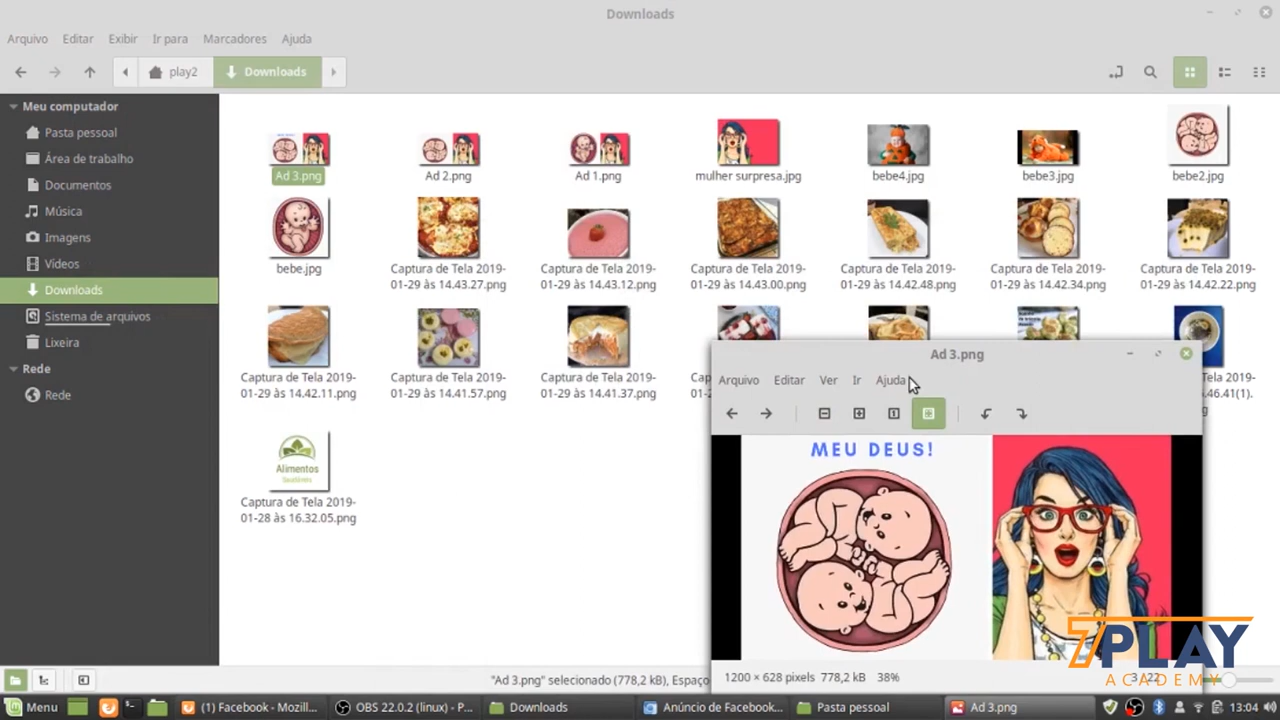 Downloads
Arquivo Editar Exibir Ir para Marcadores Ajuda
play2 Downloads
Meu computador
Pasta pessoal
Área de trabalho
Documentos
Música
Imagens
Vídeos
Downloads
Sistema de arquivos
Lixeira
Rede
Rede
Ad 3.png Ad 2.png Ad 1.png mulher surpresa.jpg bebe4.jpg bebe3.jpg bebe2.jpg
bebe.jpg Captura de Tela 2019- Captura de Tela 2019- Captura de Tela 2019- Captura de Tela 2019- Captura de Tela 2019- Captura de Tela 2019-
01-29 às 14.43.27.png 01-29 às 14.43.12.png 01-29 às 14.43.00.png 01-29 às 14.42.48.png 01-29 às 14.42.34.png 01-29 às 14.42.22.png
Captura de Tela 2019- Captura de Tela 2019- Captura de Tela 2019- Ca Tela 2019-
01-29 às 14.42.11.png 01-29 às 14.41.57.png 01-29 às 14.41.37.png 01- .46.41(1).
Alimentos
Captura de Tela 2019-
01-28 às 16.32.05.png
Ad 3.png
Arquivo Editar Ver Ir Ajuda
MEU DEUS!
7PLAY
ACADEMY
1200 × 628 pixels 778,2 kB 38%
"Ad 3.png" selecionado (778,2 kB), Espaço
Menu (1) Facebook - Mozill... OBS 22.0.2 (linux) - P... Downloads Anúncio de Facebook... Pasta pessoal Ad 3.png 13:04